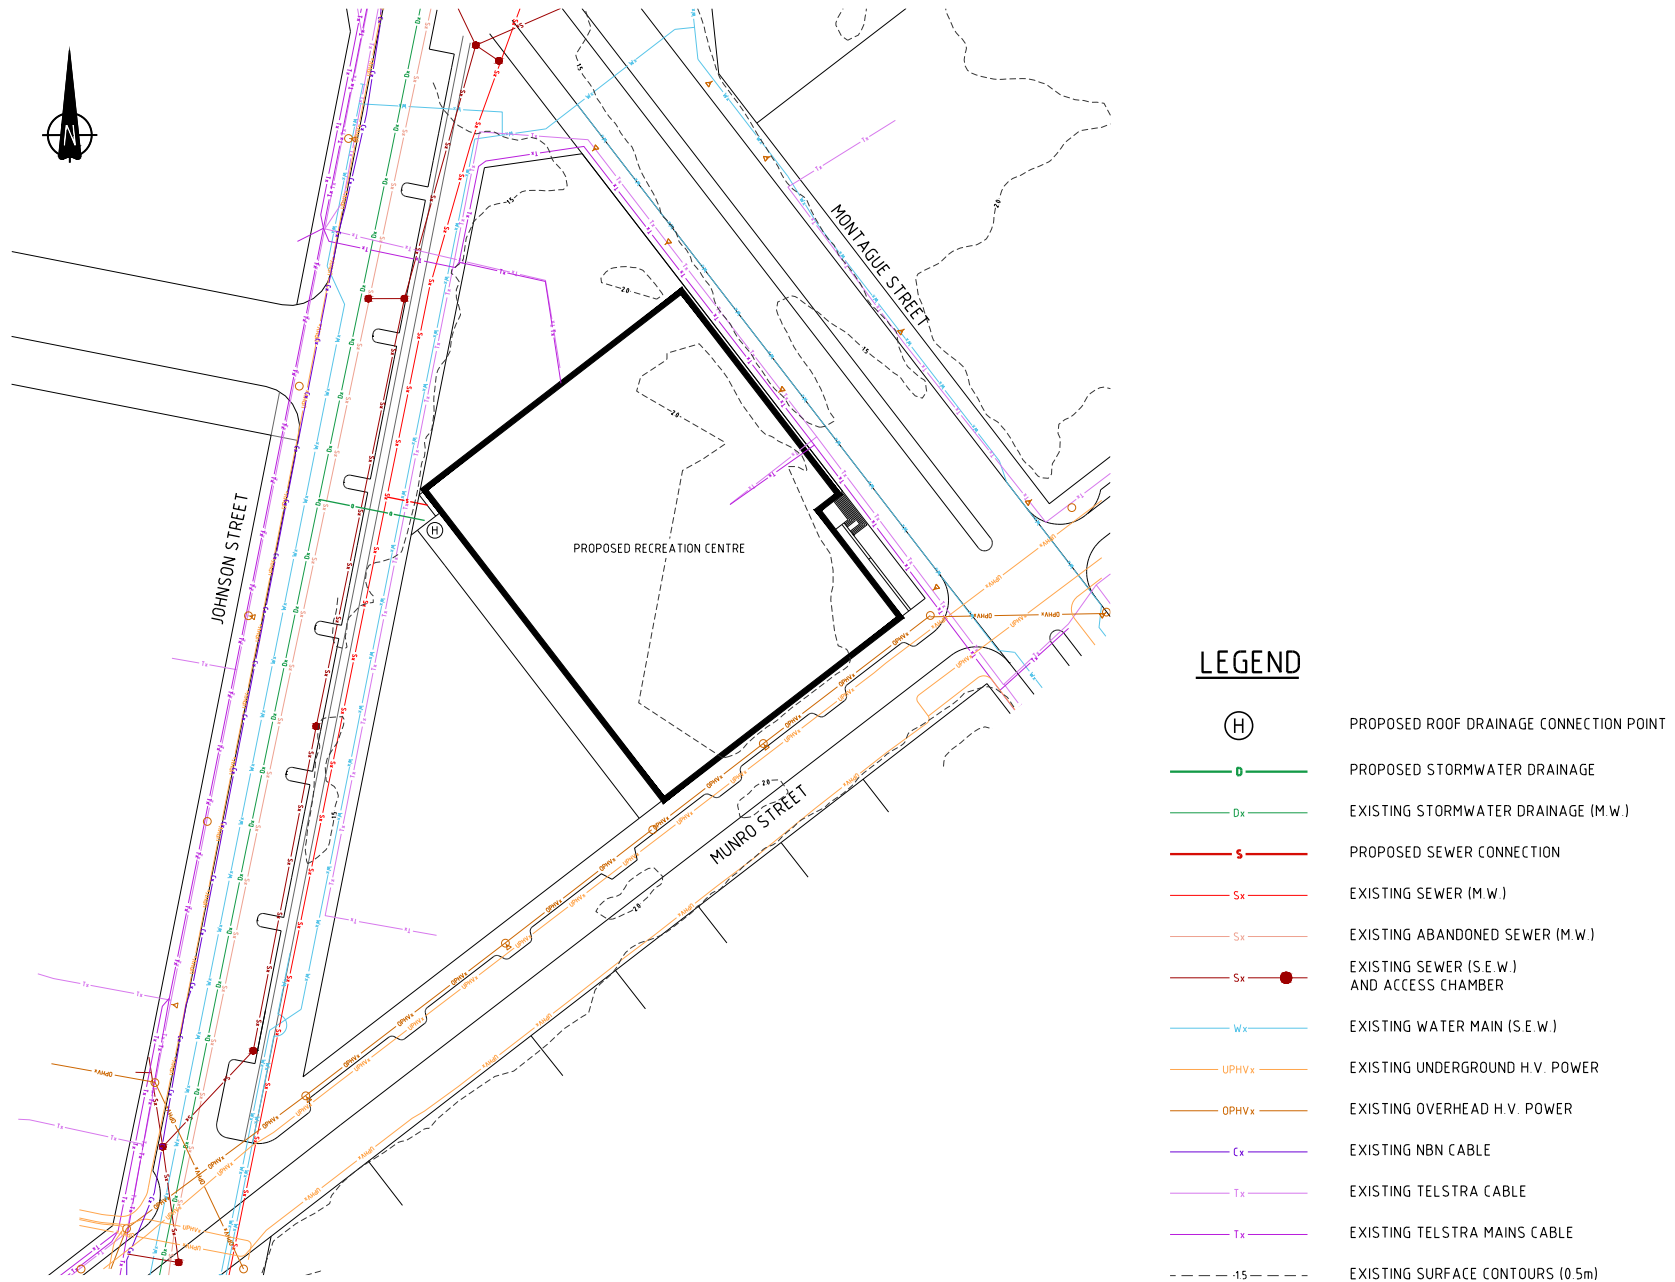 N
MONTAGUE STREET
JOHNSON STREET
H
PROPOSED RECREATION CENTRE
MUNRO STREET
LEGEND
H PROPOSED ROOF DRAINAGE CONNECTION POINT
D PROPOSED STORMWATER DRAINAGE
Dx EXISTING STORMWATER DRAINAGE (M.W.)
S PROPOSED SEWER CONNECTION
Sx EXISTING SEWER (M.W.)
Sx EXISTING ABANDONED SEWER (M.W.)
Sx EXISTING SEWER (S.E.W.)
AND ACCESS CHAMBER
Wx EXISTING WATER MAIN (S.E.W.)
UPHVx EXISTING UNDERGROUND H.V. POWER
OPHVx EXISTING OVERHEAD H.V. POWER
Cx EXISTING NBN CABLE
Tx EXISTING TELSTRA CABLE
Tx EXISTING TELSTRA MAINS CABLE
1.5 EXISTING SURFACE CONTOURS (0.5m)